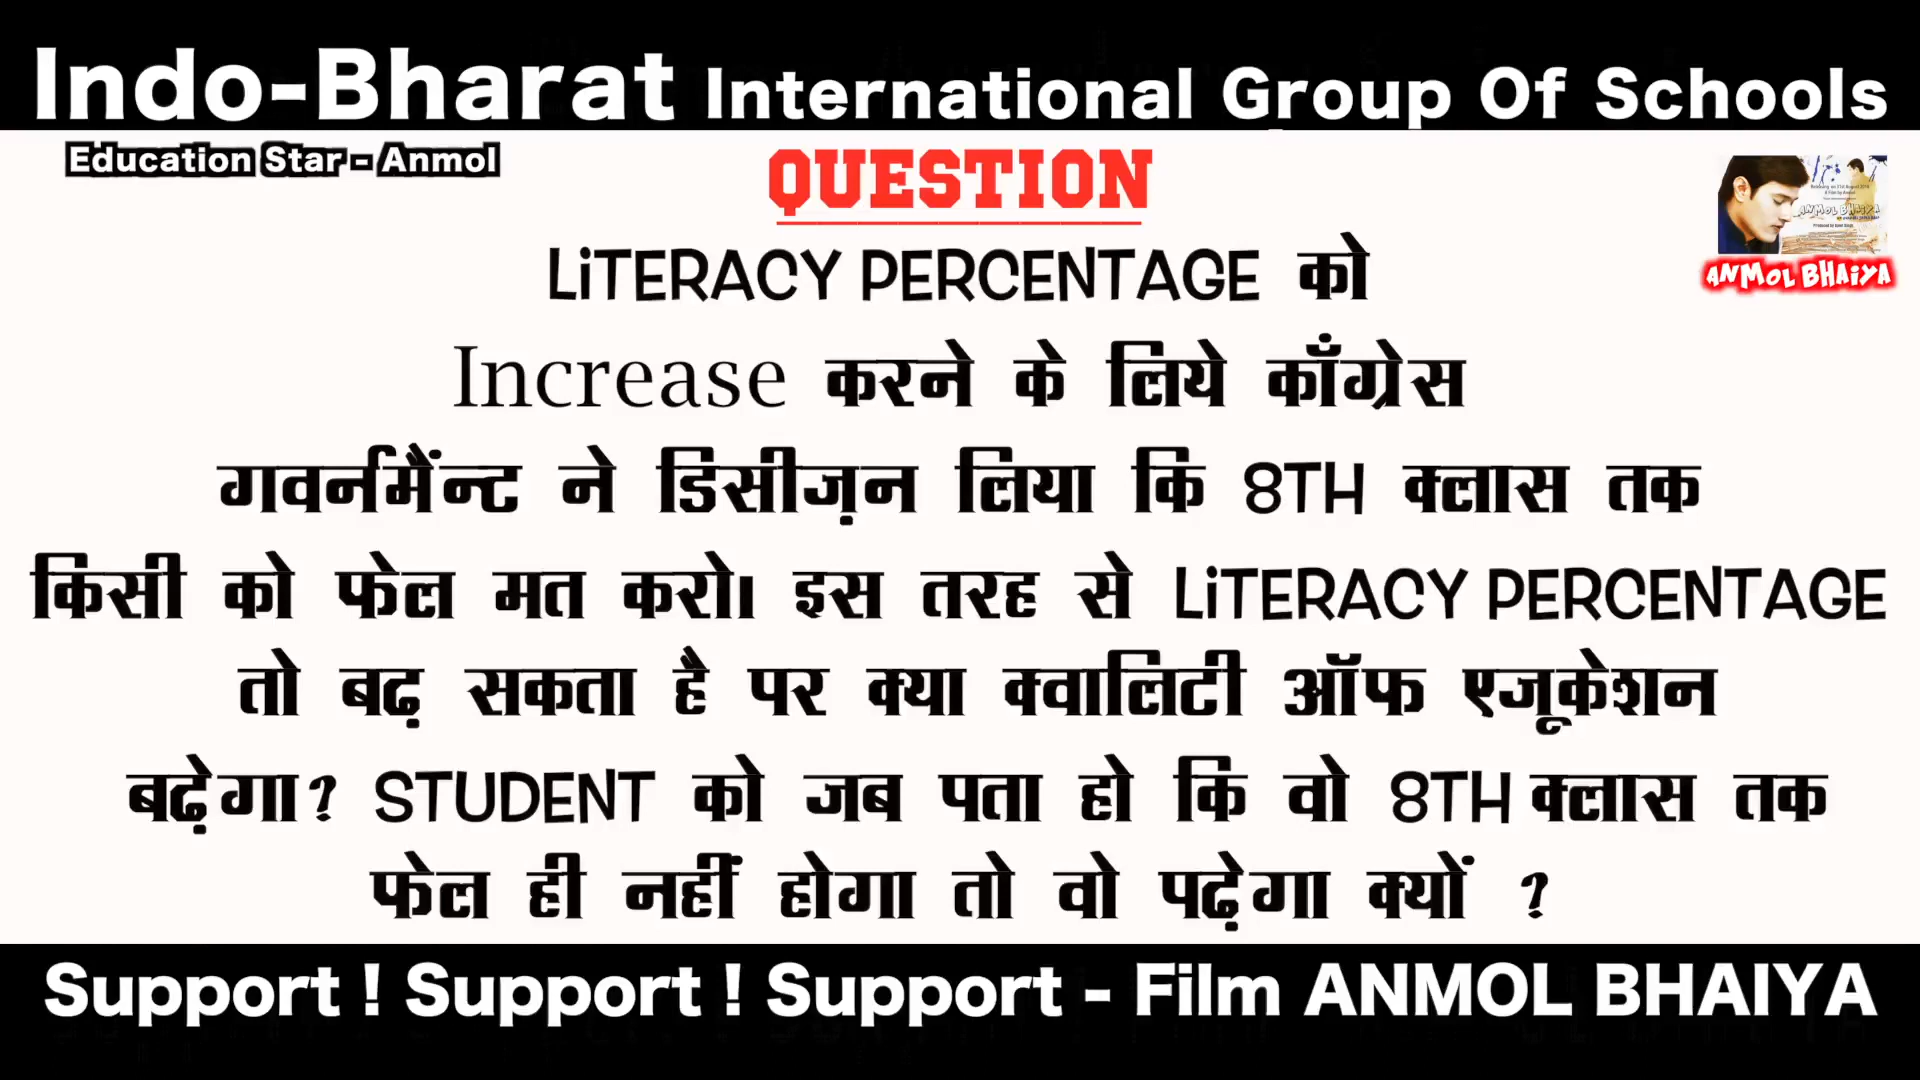 Indo-Bharat International Group Of Schools
Education Star - Anmol
QUESTION
ANMOL BHAiYA
ANMOL BHAiYA
LiTERACY PERCENTAGE को
Increase करने के लिये काँग्रेस
गवर्नमैंन्ट ने डिसीज़न लिया कि 8TH क्लास तक
किसी को फेल मत करो। इस तरह से LiTERACY PERCENTAGE
तो बढ़ सकता है पर क्या क्वालिटी ऑफ एजूकेशन
बढ़ेगा? STUDENT को जब पता हो कि वो 8TH क्लास तक
फेल ही नहीं होगा तो वो पढ़ेगा क्यों ?
Support ! Support ! Support - Film ANMOL BHAIYA